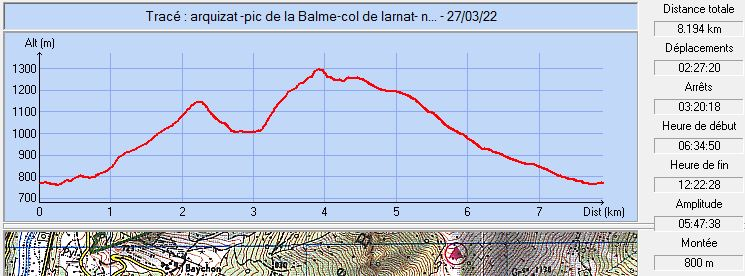 Tracé : arquizat -pic de la Balme-col de larnat- n... - 27/03/22
Alt (m)
1300
1200
1100
1000
900
800
700
0 1 2 3 4 5 6 7 Dist (km)
Distance totale
8.194 km
Déplacements
02:27:20
Arrêts
03:20:18
Heure de début
06:34:50
Heure de fin
12:22:28
Amplitude
05:47:38
Montée
800 m
Baychon